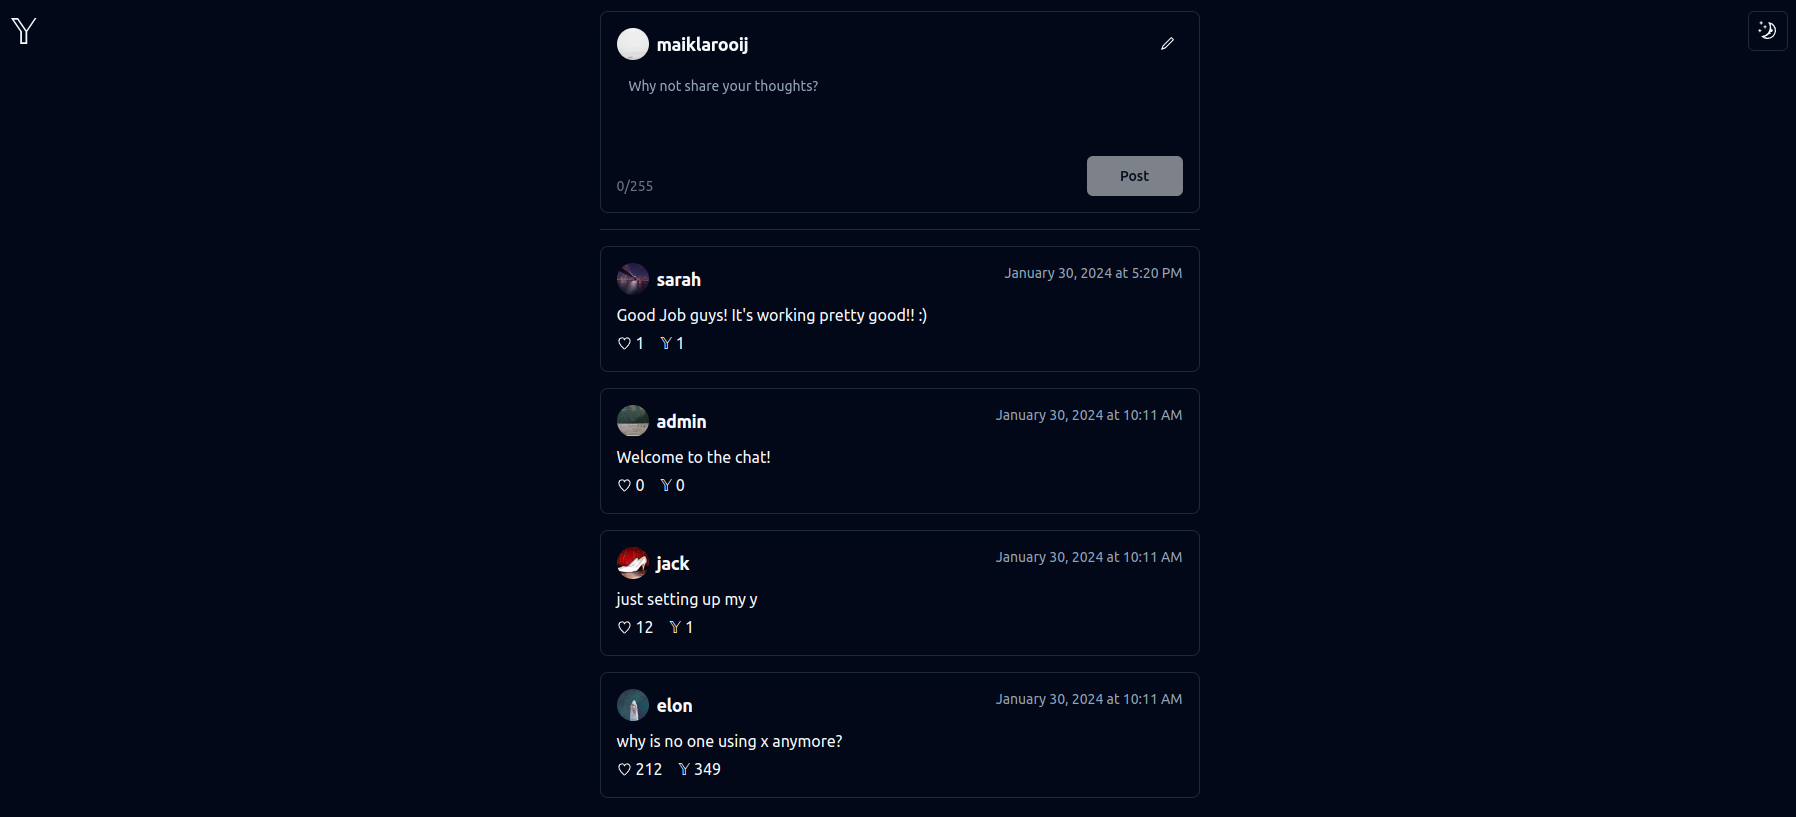 Y
maiklarooij
Why not share your thoughts?
0/255
Post
sarah
January 30, 2024 at 5:20 PM
Good Job guys! It's working pretty good!! :)
1 Y 1
admin
January 30, 2024 at 10:11 AM
Welcome to the chat!
0 Y 0
jack
January 30, 2024 at 10:11 AM
just setting up my y
12 Y 1
elon
January 30, 2024 at 10:11 AM
why is no one using x anymore?
212 Y 349